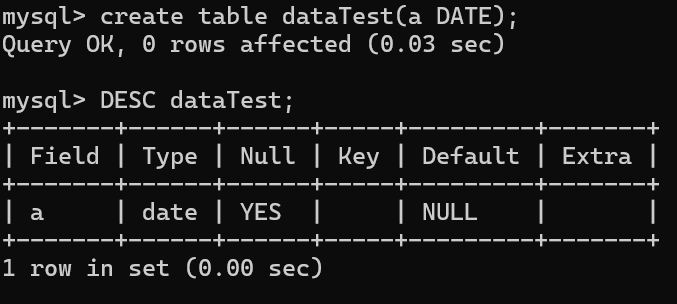 mysql> create table dataTest(a DATE);
Query OK, 0 rows affected (0.03 sec)

mysql> DESC dataTest;
+-------+------+------+-----+---------+-------+
| Field | Type | Null | Key | Default | Extra |
+-------+------+------+-----+---------+-------+
| a     | date | YES  |     | NULL    |       |
+-------+------+------+-----+---------+-------+
1 row in set (0.00 sec)